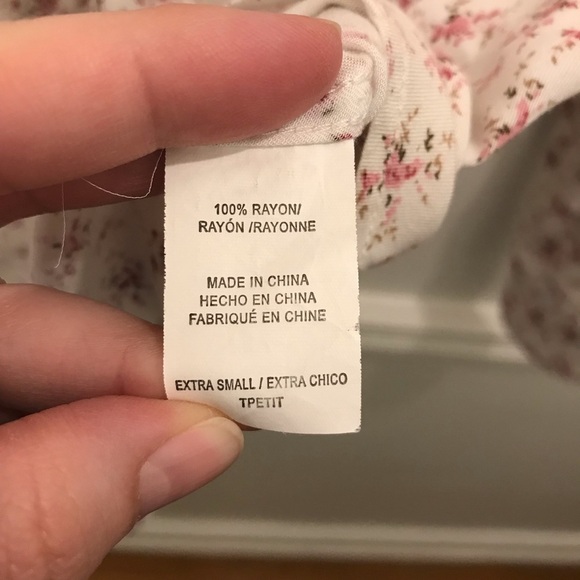 100% RAYON/
RAYÓN /RAYONNE
MADE IN CHINA
HECHO EN CHINA
FABRIQUÉ EN CHINE
EXTRA SMALL / EXTRA CHICO
TPETIT